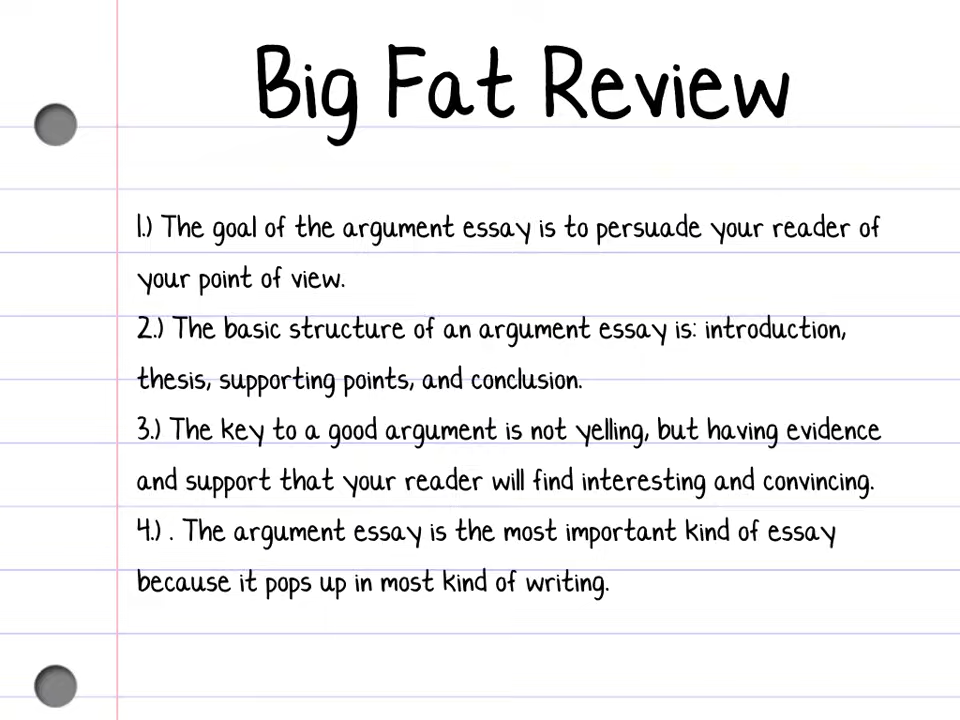 Big Fat Review
1.) The goal of the argument essay is to persuade your reader of
your point of view.
2.) The basic structure of an argument essay is: introduction,
thesis, supporting points, and conclusion.
3.) The key to a good argument is not yelling, but having evidence
and support that your reader will find interesting and convincing.
4.) . The argument essay is the most important kind of essay
because it pops up in most kind of writing.